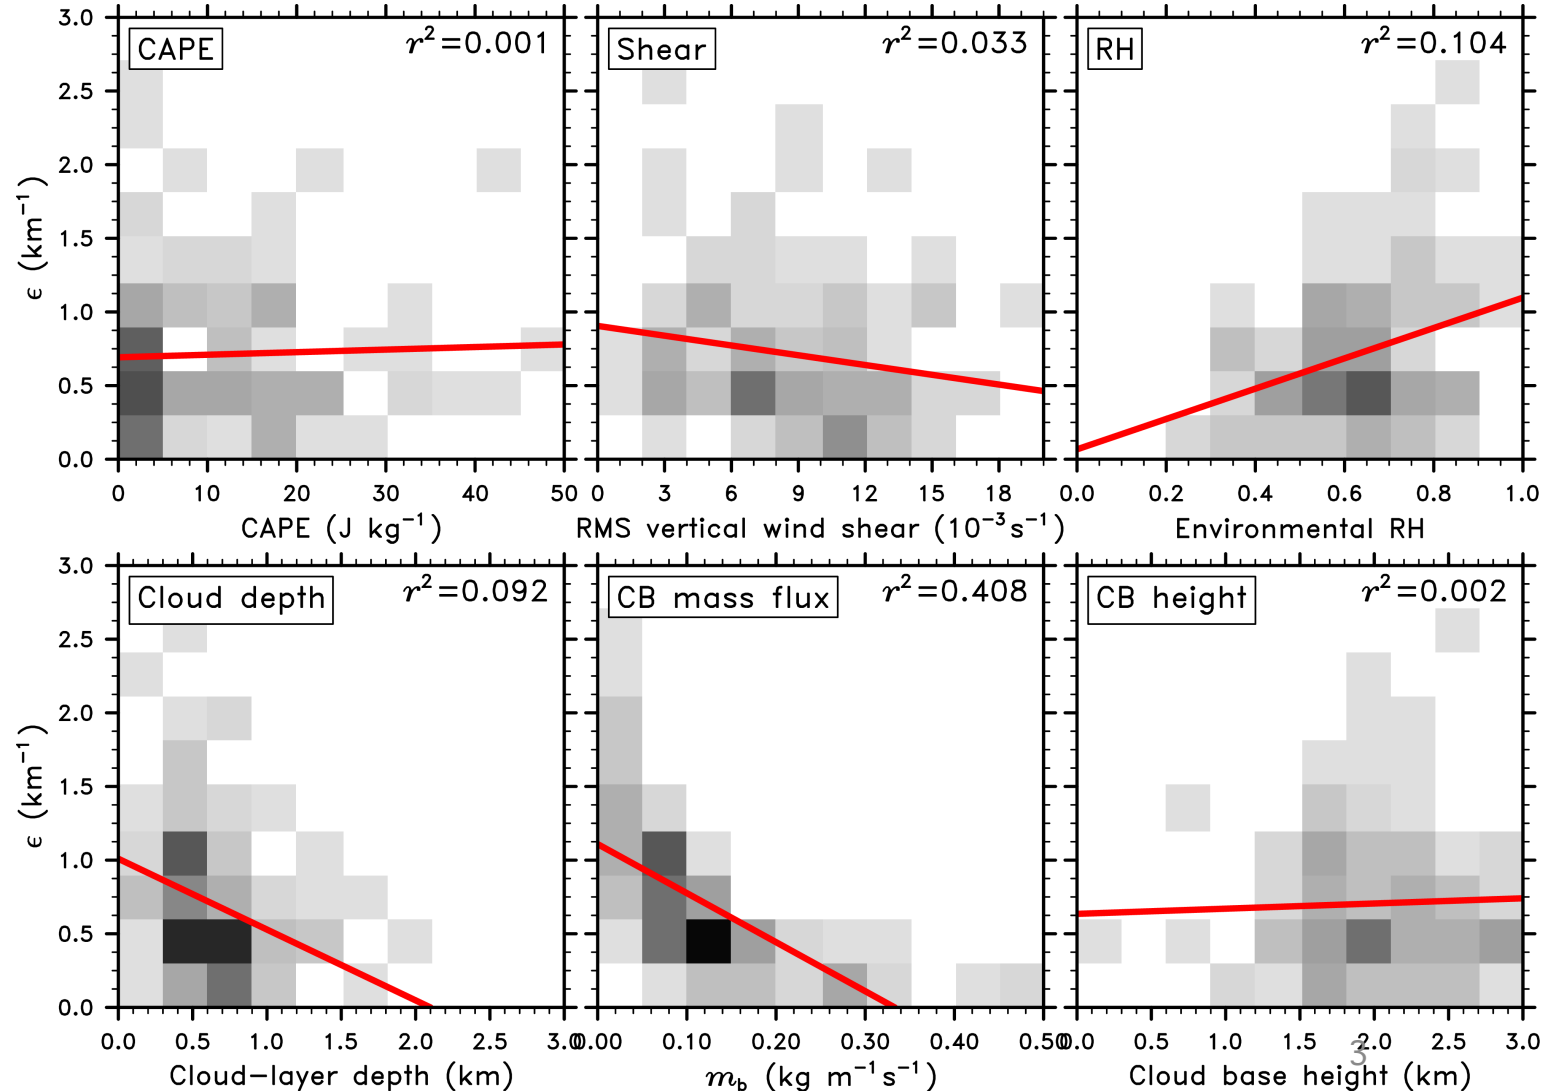 CAPE r²=0.001 Shear r²=0.033 RH r²=0.104
3.0
2.5
2.0
1.5
1.0
0.5
0.0
ϵ (km⁻¹)
0 10 20 30 40 50 0 3 6 9 12 15 18 0.0 0.2 0.4 0.6 0.8 1.0
CAPE (J kg⁻¹) RMS vertical wind shear (10⁻³s⁻¹) Environmental RH
Cloud depth r²=0.092 CB mass flux r²=0.408 CB height r²=0.002
3.0
2.5
2.0
1.5
1.0
0.5
0.0
ϵ (km⁻¹)
0.0 0.5 1.0 1.5 2.0 2.5 3.0 0.00 0.10 0.20 0.30 0.40 0.50 0.0 0.5 1.0 1.5 2.0 2.5 3.0
3
Cloud-layer depth (km) m_b (kg m⁻¹s⁻¹) Cloud base height (km)